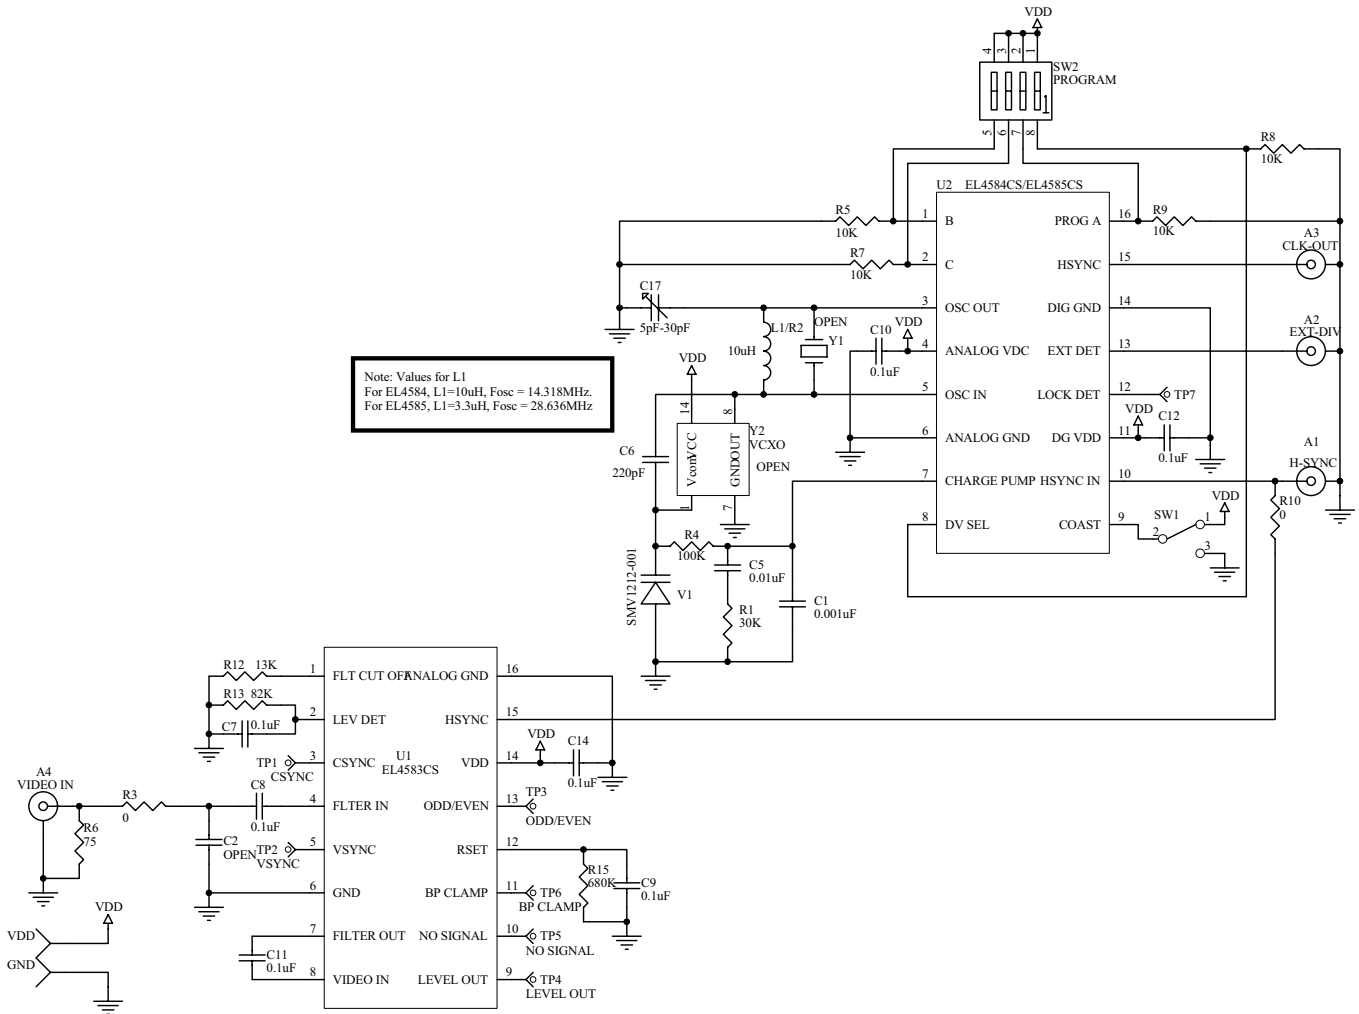 VDD
4
3
2
1
SW2
PROGRAM
1
5
6
7
8
R8
10K
U2 EL4584CS/EL4585CS
R5
10K
1 B
PROG A 16
R9
10K
R7
10K
2 C
HSYNC 15
A3
CLK-OUT
C17
5pF-30pF
3 OSC OUT
DIG GND 14
L1/R2
10uH
OPEN
Y1
C10
0.1uF
VDD
4 ANALOG VDC
EXT DET 13
A2
EXT-DIV
Note: Values for L1
For EL4584, L1=10uH, Fosc = 14.318MHz.
For EL4585, L1=3.3uH, Fosc = 28.636MHz
VDD
5 OSC IN
LOCK DET 12
TP7
14
8
VDD
C12
0.1uF
6 ANALOG GND
DG VDD 11
C6
220pF
VCC
Vcon
OUT
GND
Y2
VCXO
OPEN
1
7
A1
H-SYNC
7 CHARGE PUMP
HSYNC IN 10
R10
0
8 DV SEL
COAST 9
SW1
2
1
3
VDD
R4
100K
SMV1212-001
V1
C5
0.01uF
R1
30K
C1
0.001uF
R12 13K
1 FLT CUT OFF
ANALOG GND 16
R13 82K
C7 0.1uF
2 LEV DET
HSYNC 15
TP1
CSYNC
3 CSYNC
U1
EL4583CS
VDD 14
VDD
C14
0.1uF
A4
VIDEO IN
R3
0
C8
0.1uF
4 FLTER IN
ODD/EVEN 13
TP3
ODD/EVEN
R6
75
C2
OPEN
TP2
VSYNC
5 VSYNC
RSET 12
R15
680K
C9
0.1uF
6 GND
BP CLAMP 11
TP6
BP CLAMP
VDD
VDD
GND
7 FILTER OUT
NO SIGNAL 10
TP5
NO SIGNAL
C11
0.1uF
8 VIDEO IN
LEVEL OUT 9
TP4
LEVEL OUT